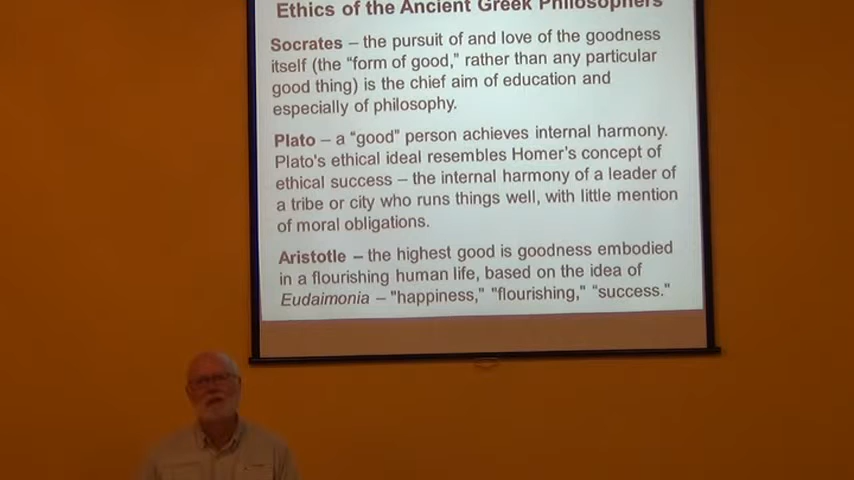 Ethics of the Ancient Greek Philosophers
Socrates – the pursuit of and love of the goodness
itself (the "form of good," rather than any particular
good thing) is the chief aim of education and
especially of philosophy.
Plato – a "good" person achieves internal harmony.
Plato's ethical ideal resembles Homer's concept of
ethical success – the internal harmony of a leader of
a tribe or city who runs things well, with little mention
of moral obligations.
Aristotle – the highest good is goodness embodied
in a flourishing human life, based on the idea of
Eudaimonia – "happiness," "flourishing," "success."